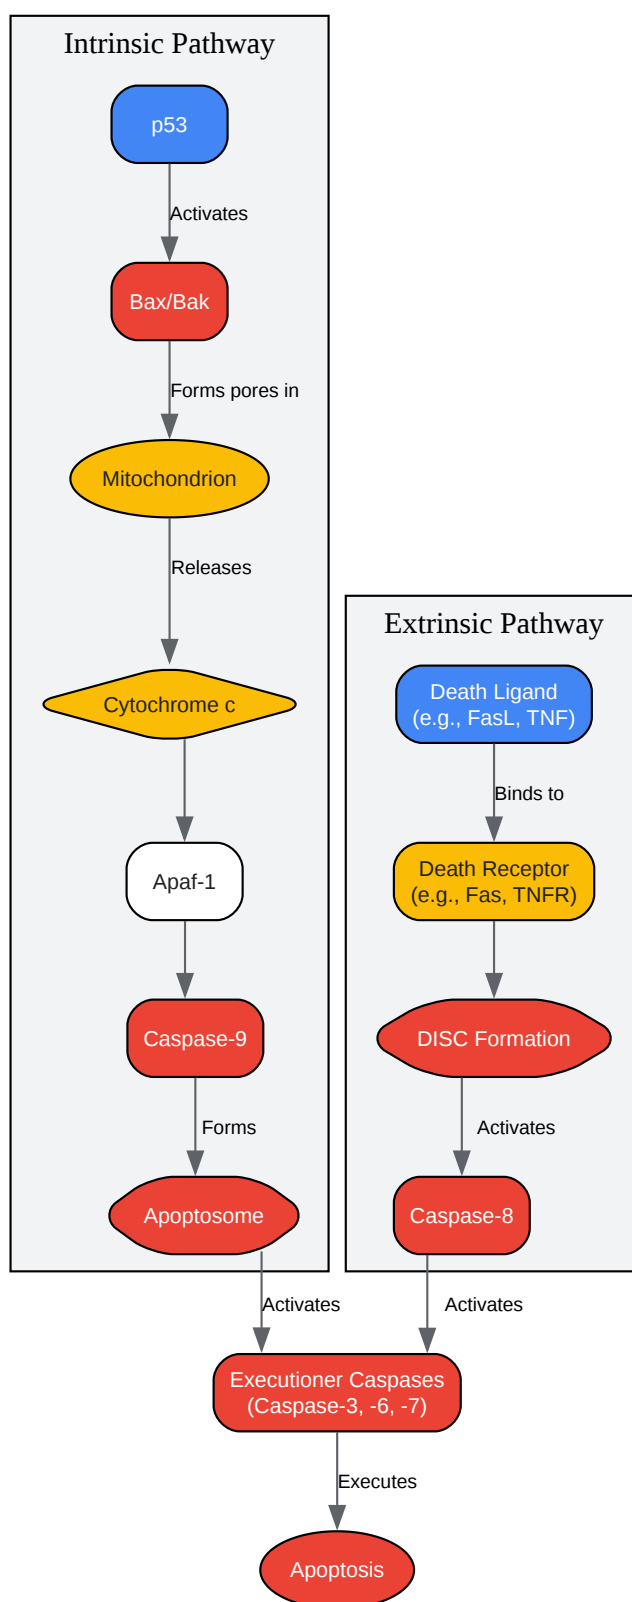 Intrinsic Pathway
p53
Activates
Bax/Bak
Forms pores in
Mitochondrion
Releases
Cytochrome c
Apaf-1
Caspase-9
Forms
Apoptosome
Extrinsic Pathway
Death Ligand
(e.g., FasL, TNF)
Binds to
Death Receptor
(e.g., Fas, TNFR)
DISC Formation
Activates
Caspase-8
Activates
Activates
Executioner Caspases
(Caspase-3, -6, -7)
Executes
Apoptosis